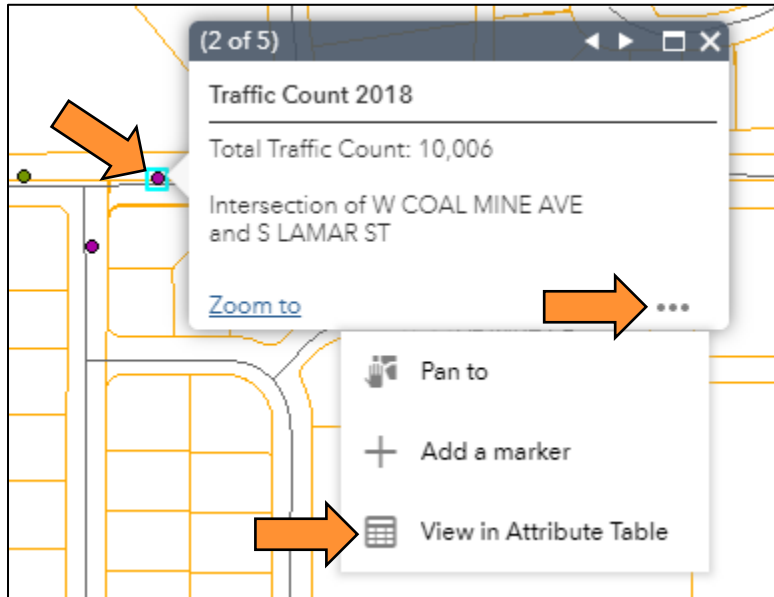 (2 of 5)
Traffic Count 2018
Total Traffic Count: 10,006
Intersection of W COAL MINE AVE
and S LAMAR ST
Zoom to
Pan to
Add a marker
View in Attribute Table